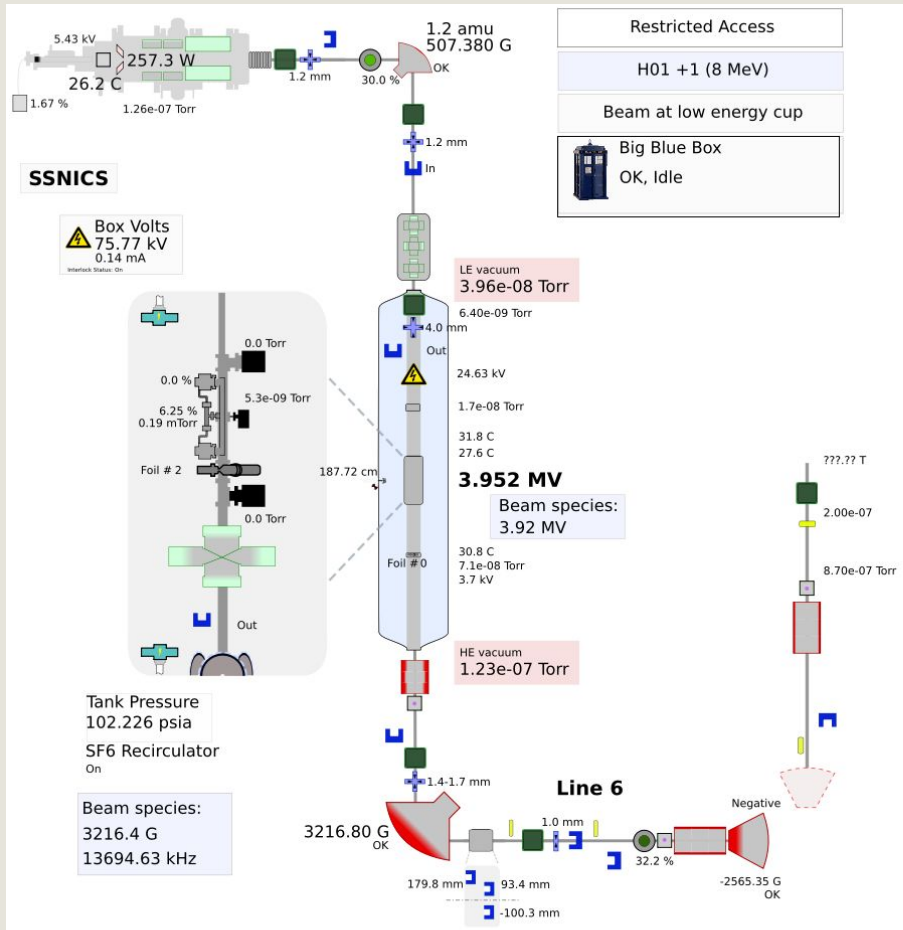 5.43 kV
257.3 W
26.2 C
1.67 %
1.26e-07 Torr
1.2 mm
30.0 %
1.2 amu
507.380 G
OK
1.2 mm
In
Restricted Access
H01 +1 (8 MeV)
Beam at low energy cup
Big Blue Box
OK, Idle
SSNICS
Box Volts
75.77 kV
0.14 mA
Interlock Status: On
LE vacuum
3.96e-08 Torr
6.40e-09 Torr
4.0 mm
Out
24.63 kV
1.7e-08 Torr
31.8 C
27.6 C
187.72 cm
3.952 MV
Beam species:
3.92 MV
30.8 C
Foil # 0
7.1e-08 Torr
3.7 kV
HE vacuum
1.23e-07 Torr
0.0 Torr
0.0 %
5.3e-09 Torr
6.25 %
0.19 mTorr
Foil # 2
0.0 Torr
Out
Tank Pressure
102.226 psia
SF6 Recirculator
On
Beam species:
3216.4 G
13694.63 kHz
1.4-1.7 mm
3216.80 G
OK
Line 6
1.0 mm
32.2 %
179.8 mm
93.4 mm
-100.3 mm
Negative
-2565.35 G
OK
???.?? T
2.00e-07
8.70e-07 Torr